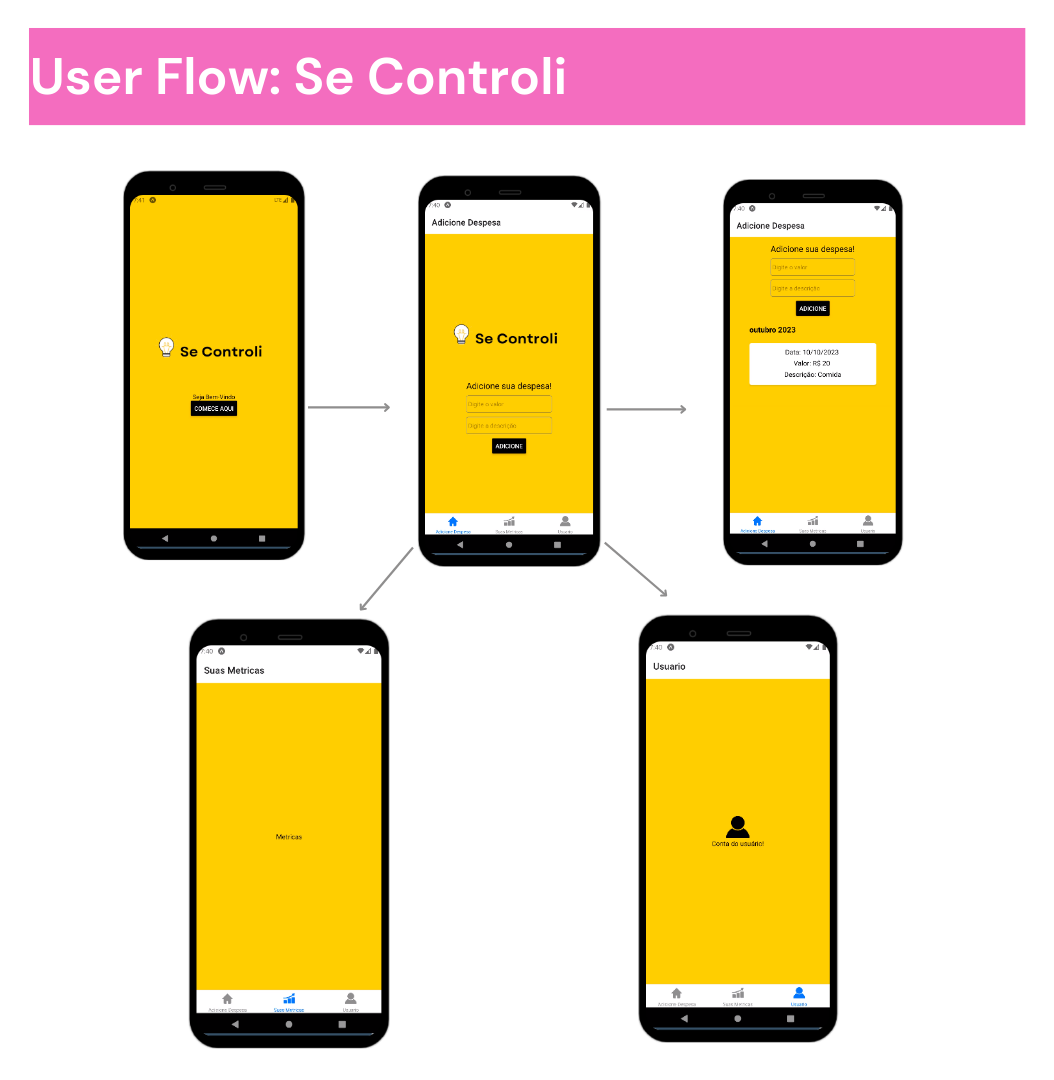 User Flow: Se Controli
7:41
LTE
Se Controli
Seja Bem-Vindo
COMECE AQUI
7:40
Adicione Despesa
Se Controli
Adicione sua despesa!
Digite o valor
Digite a descrição
ADICIONE
Adicione Despesa
Suas Metricas
Usuario
7:40
Adicione Despesa
Adicione sua despesa!
Digite o valor
Digite a descrição
ADICIONE
outubro 2023
Data: 10/10/2023
Valor: R$ 20
Descrição: Comida
Adicione Despesa
Suas Metricas
Usuario
7:40
Suas Metricas
Metricas
Adicione Despesa
Suas Metricas
Usuario
7:40
Usuario
Conta do usuário!
Adicione Despesa
Suas Metricas
Usuario